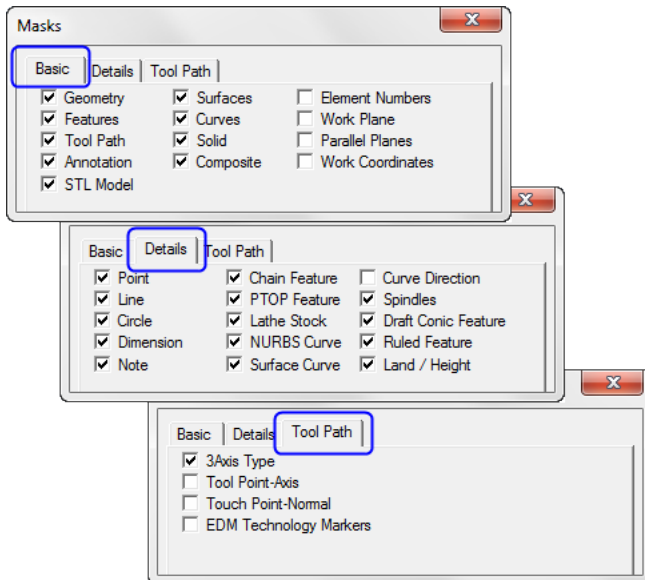 Masks
Basic Details Tool Path
Geometry Surfaces Element Numbers
Features Curves Work Plane
Tool Path Solid Parallel Planes
Annotation Composite Work Coordinates
STL Model
Basic Details Tool Path
Point Chain Feature Curve Direction
Line PTOP Feature Spindles
Circle Lathe Stock Draft Conic Feature
Dimension NURBS Curve Ruled Feature
Note Surface Curve Land / Height
Basic Details Tool Path
3Axis Type
Tool Point-Axis
Touch Point-Normal
EDM Technology Markers